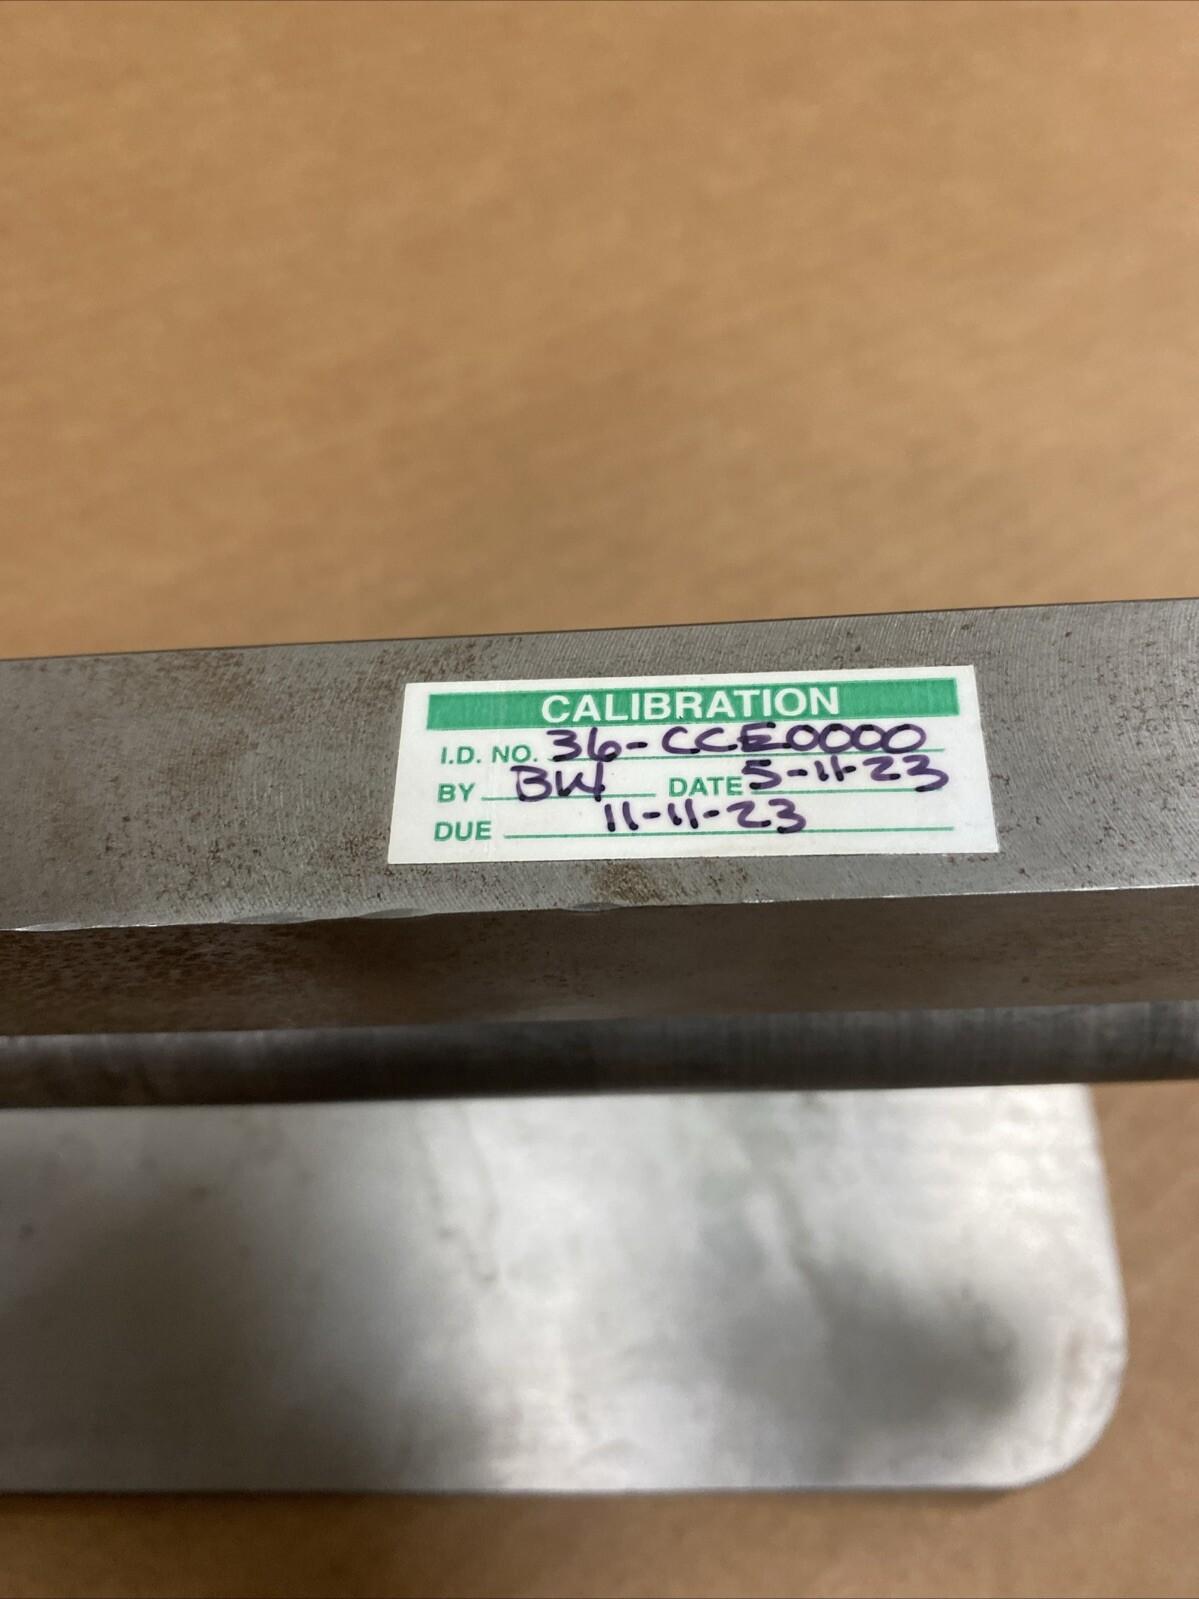 CALIBRATION
I.D. NO. 36-CCE0000
BY BW DATE 5-11-23
DUE 11-11-23